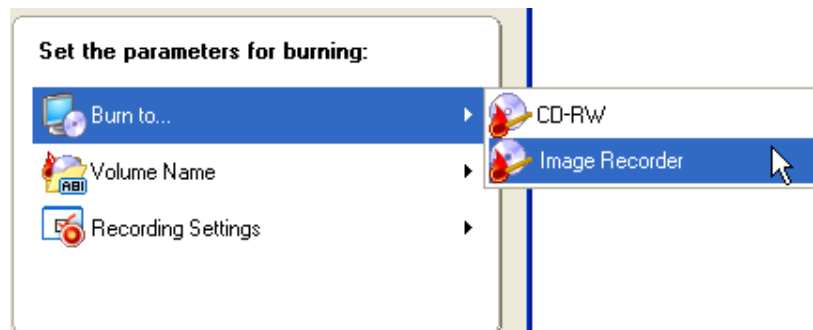 Set the parameters for burning:
Burn to...
CD-RW
Image Recorder
Volume Name
ABI
Recording Settings